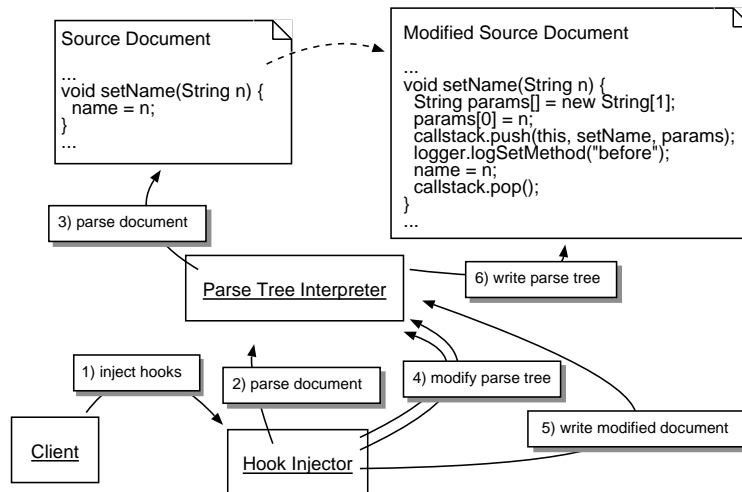 Source Document
...
void setName(String n) {
name = n;
}
...
Modified Source Document
...
void setName(String n) {
String params[] = new String[1];
params[0] = n;
callstack.push(this, setName, params);
logger.logSetMethod("before");
name = n;
callstack.pop();
}
...
3) parse document
Parse Tree Interpreter
6) write parse tree
1) inject hooks
2) parse document
4) modify parse tree
5) write modified document
Client
Hook Injector